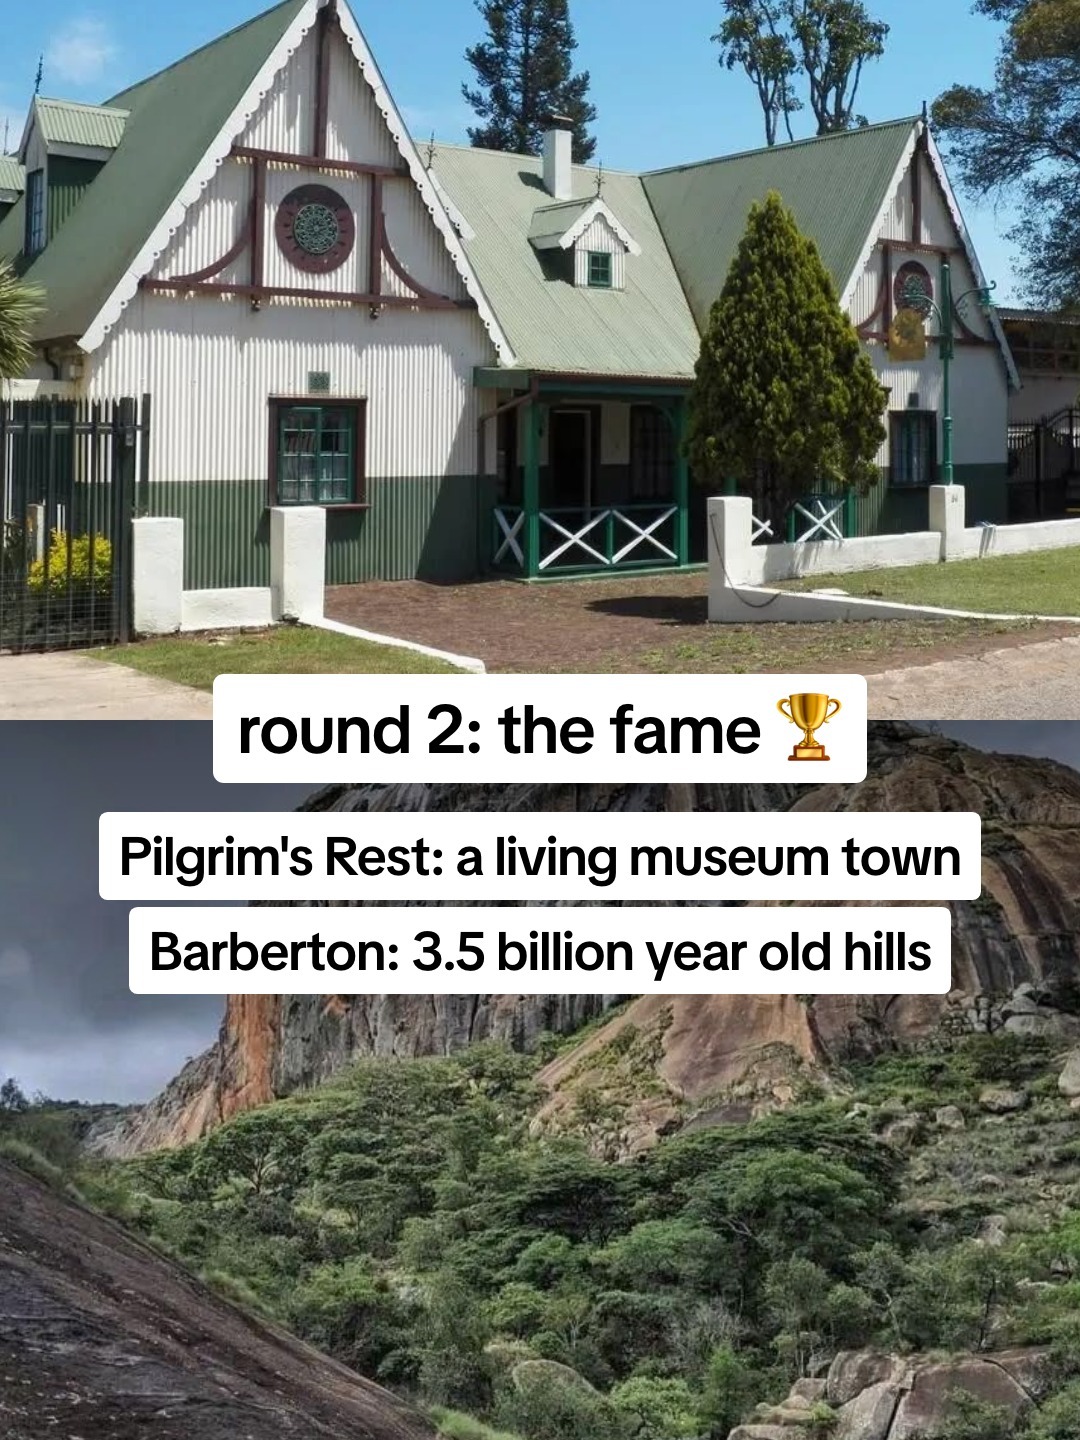 round 2: the fame 🏆
Pilgrim's Rest: a living museum town
Barberton: 3.5 billion year old hills